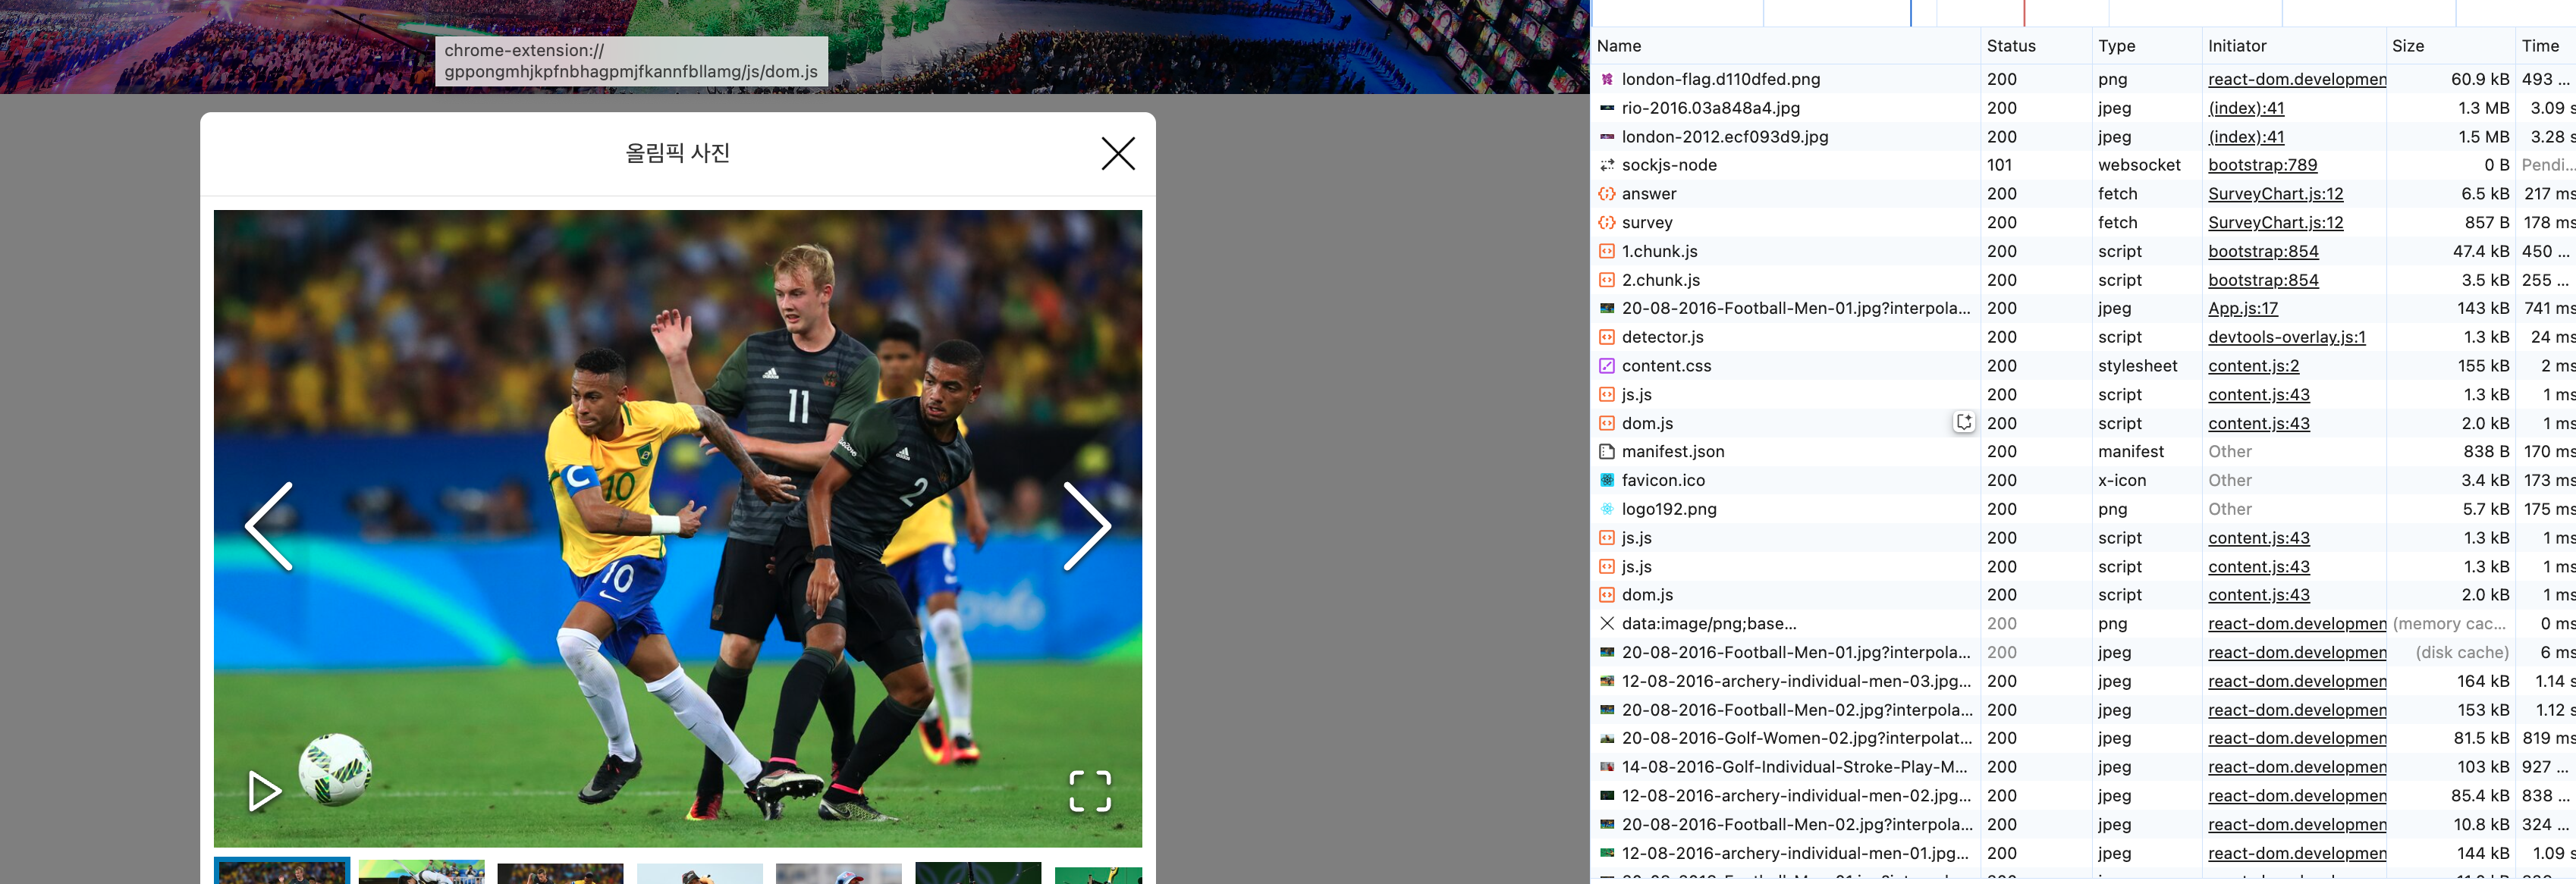 chrome-extension://
gppongmhjkpfnbhagpmjfkannfbllamg/js/dom.js
올림픽 사진
11
10
10
2
C
Name Status Type Initiator Size Time
london-flag.d110dfed.png 200 png react-dom.developmen 60.9 kB 493 ...
rio-2016.03a848a4.jpg 200 jpeg (index):41 1.3 MB 3.09 s
london-2012.ecf093d9.jpg 200 jpeg (index):41 1.5 MB 3.28 s
sockjs-node 101 websocket bootstrap:789 0 B Pendi...
answer 200 fetch SurveyChart.js:12 6.5 kB 217 ms
survey 200 fetch SurveyChart.js:12 857 B 178 ms
1.chunk.js 200 script bootstrap:854 47.4 kB 450 ...
2.chunk.js 200 script bootstrap:854 3.5 kB 255 ...
20-08-2016-Football-Men-01.jpg?interpola... 200 jpeg App.js:17 143 kB 741 ms
detector.js 200 script devtools-overlay.js:1 1.3 kB 24 ms
content.css 200 stylesheet content.js:2 155 kB 2 ms
js.js 200 script content.js:43 1.3 kB 1 ms
dom.js 200 script content.js:43 2.0 kB 1 ms
manifest.json 200 manifest Other 838 B 170 ms
favicon.ico 200 x-icon Other 3.4 kB 173 ms
logo192.png 200 png Other 5.7 kB 175 ms
js.js 200 script content.js:43 1.3 kB 1 ms
js.js 200 script content.js:43 1.3 kB 1 ms
dom.js 200 script content.js:43 2.0 kB 1 ms
data:image/png;base... 200 png react-dom.developmen (memory cac... 0 ms
20-08-2016-Football-Men-01.jpg?interpola... 200 jpeg react-dom.developmen (disk cache) 6 ms
12-08-2016-archery-individual-men-03.jpg... 200 jpeg react-dom.developmen 164 kB 1.14 s
20-08-2016-Football-Men-02.jpg?interpola... 200 jpeg react-dom.developmen 153 kB 1.12 s
20-08-2016-Golf-Women-02.jpg?interpolat... 200 jpeg react-dom.developmen 81.5 kB 819 ms
14-08-2016-Golf-Individual-Stroke-Play-M... 200 jpeg react-dom.developmen 103 kB 927 ...
12-08-2016-archery-individual-men-02.jpg... 200 jpeg react-dom.developmen 85.4 kB 838 ...
20-08-2016-Football-Men-02.jpg?interpola... 200 jpeg react-dom.developmen 10.8 kB 324 ...
12-08-2016-archery-individual-men-01.jpg... 200 jpeg react-dom.developmen 144 kB 1.09 s